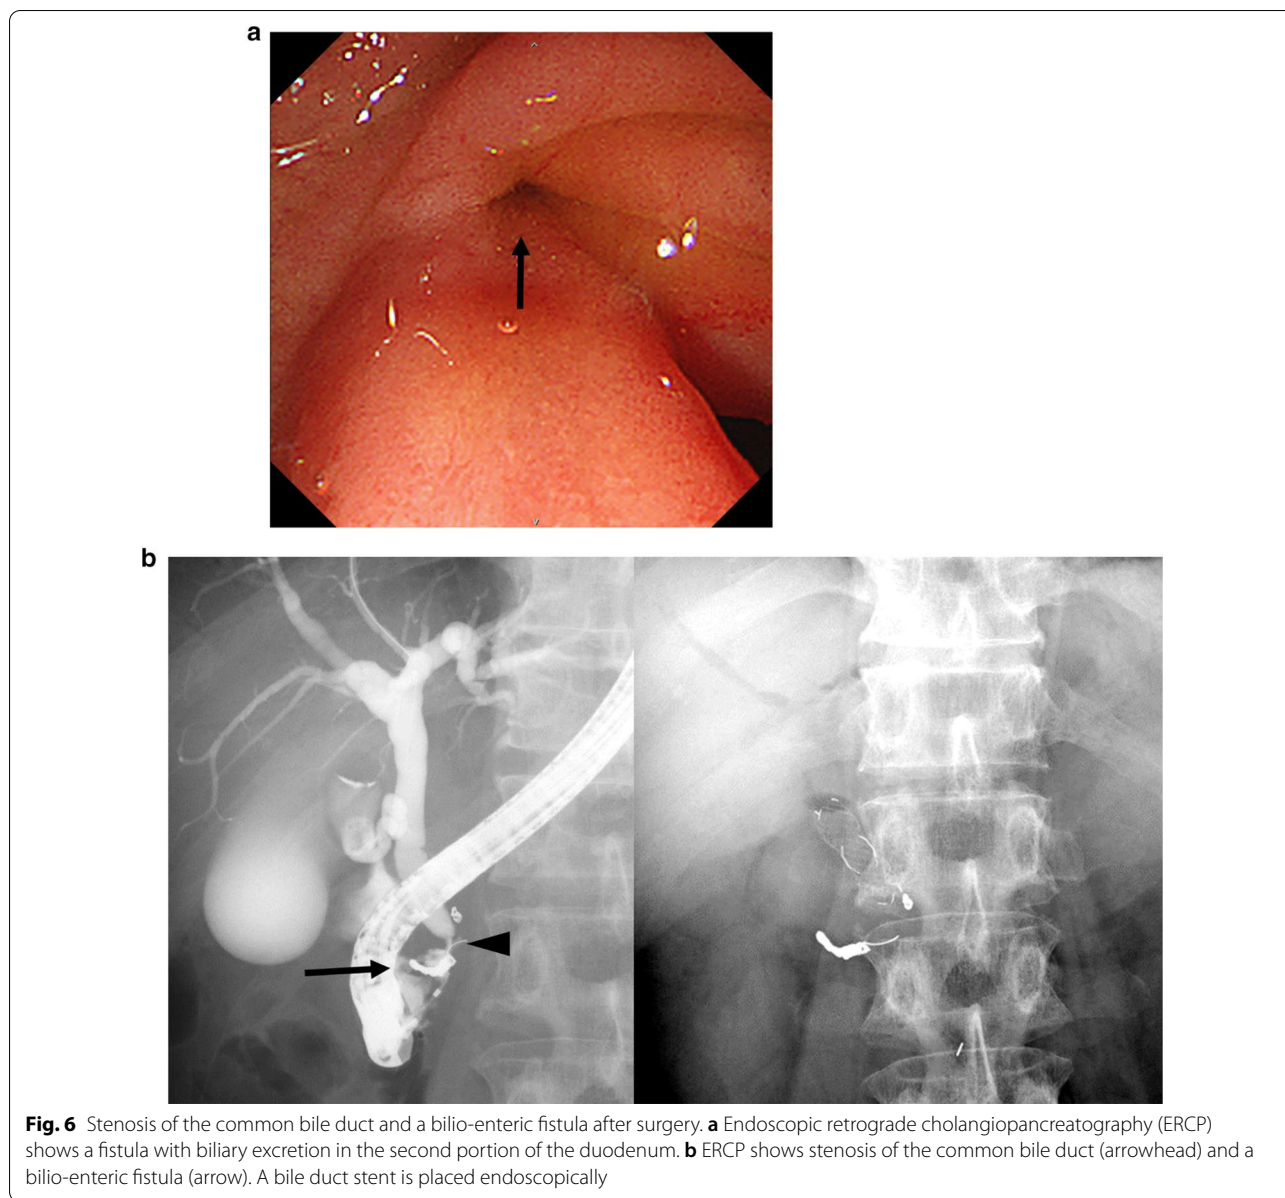 a
b
Fig. 6 Stenosis of the common bile duct and a bilio-enteric fistula after surgery. a Endoscopic retrograde cholangiopancreatography (ERCP)
shows a fistula with biliary excretion in the second portion of the duodenum. b ERCP shows stenosis of the common bile duct (arrowhead) and a
bilio-enteric fistula (arrow). A bile duct stent is placed endoscopically